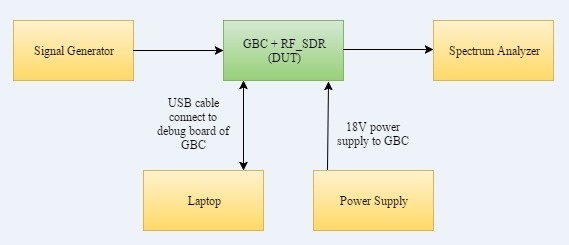 Signal Generator
GBC + RF_SDR
(DUT)
Spectrum Analyzer
USB cable
connect to
debug board of
GBC
18V power
supply to GBC
Laptop
Power Supply